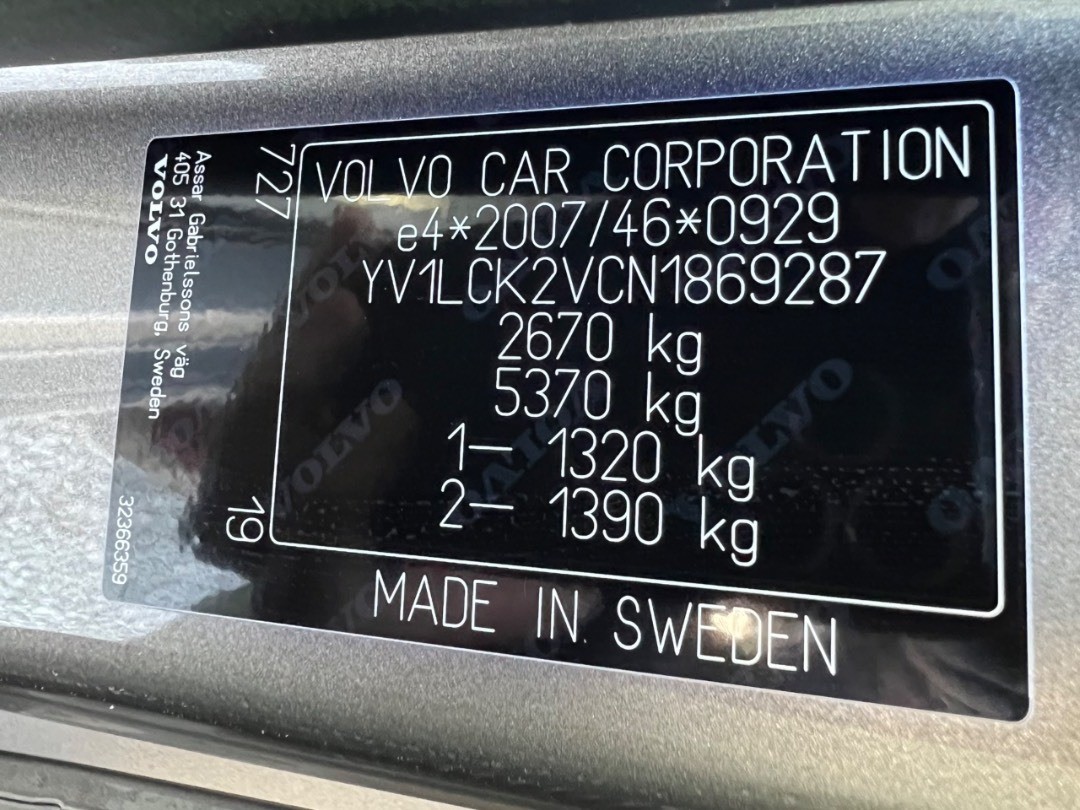 VOLVO CAR CORPORATION
e4*2007/46*0929
YV1LCK2VCN1869287
2670 kg
5370 kg
1— 1320 kg
2— 1390 kg
MADE IN SWEDEN
727
19
Assar Gabrielssons väg
405 31 Gothenburg, Sweden
VOLVO
32366359